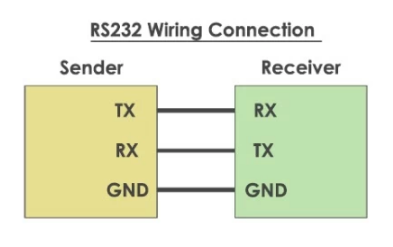 RS232 Wiring Connection
Sender Receiver
TX RX
RX TX
GND GND